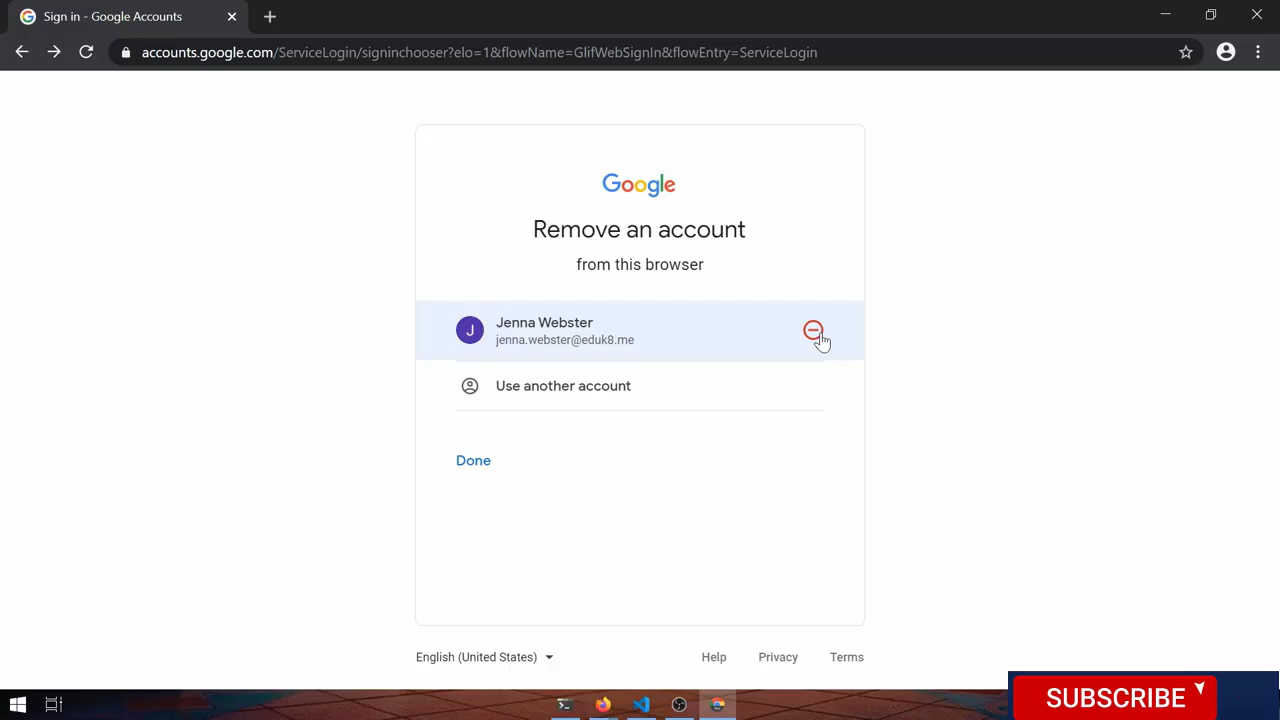 Sign in - Google Accounts
accounts.google.com/ServiceLogin/signinchooser?elo=1&flowName=GlifWebSignIn&flowEntry=ServiceLogin
Google
Remove an account
from this browser
J
Jenna Webster
jenna.webster@eduk8.me
Use another account
Done
English (United States)
Help
Privacy
Terms
SUBSCRIBE